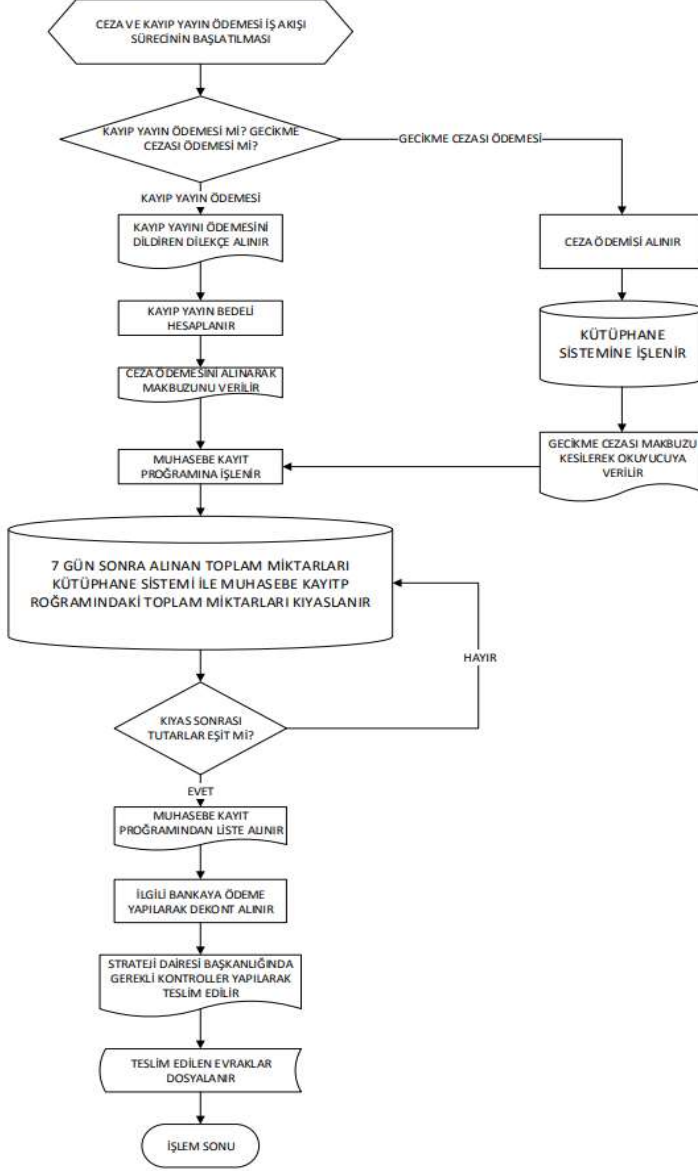 CEZA VE KAYIP YAYIN ÖDEMESİ İŞ AKIŞI
SÜRECİNİN BAŞLATILMASI
KAYIP YAYIN ÖDEMESİ Mİ? GECİKME
CEZASI ÖDEMESİ Mİ?
GECİKME CEZASI ÖDEMESİ
KAYIP YAYIN ÖDEMESİ
KAYIP YAYINI ÖDEMESİNİ
DİLDİREN DİLEKÇE ALINIR
CEZA ÖDEMİSİ ALINIR
KAYIP YAYIN BEDELİ
HESAPLANIR
KÜTÜPHANE
SİSTEMİNE İŞLENİR
CEZA ÖDEMESİNİ ALINARAK
MAKBUZUNU VERİLİR
GECİKME CEZASI MAKBUZU
KESİLEREK OKUYUCUYA
VERİLİR
MUHASEBE KAYIT
PROĞRAMINA İŞLENİR
7 GÜN SONRA ALINAN TOPLAM MİKTARLARI
KÜTÜPHANE SİSTEMİ İLE MUHASEBE KAYITP
ROĞRAMINDAKİ TOPLAM MİKTARLARI KIYASLANIR
HAYIR
KIYAS SONRASI
TUTARLAR EŞİT Mİ?
EVET
MUHASEBE KAYIT
PROĞRAMINDAN LİSTE ALINIR
İLGİLİ BANKAYA ÖDEME
YAPILARAK DEKONT ALINIR
STRATEJİ DAİRESİ BAŞKANLIĞINDA
GEREKLİ KONTROLLER YAPILARAK
TESLİM EDİLİR
TESLİM EDİLEN EVRAKLAR
DOSYALANIR
İŞLEM SONU